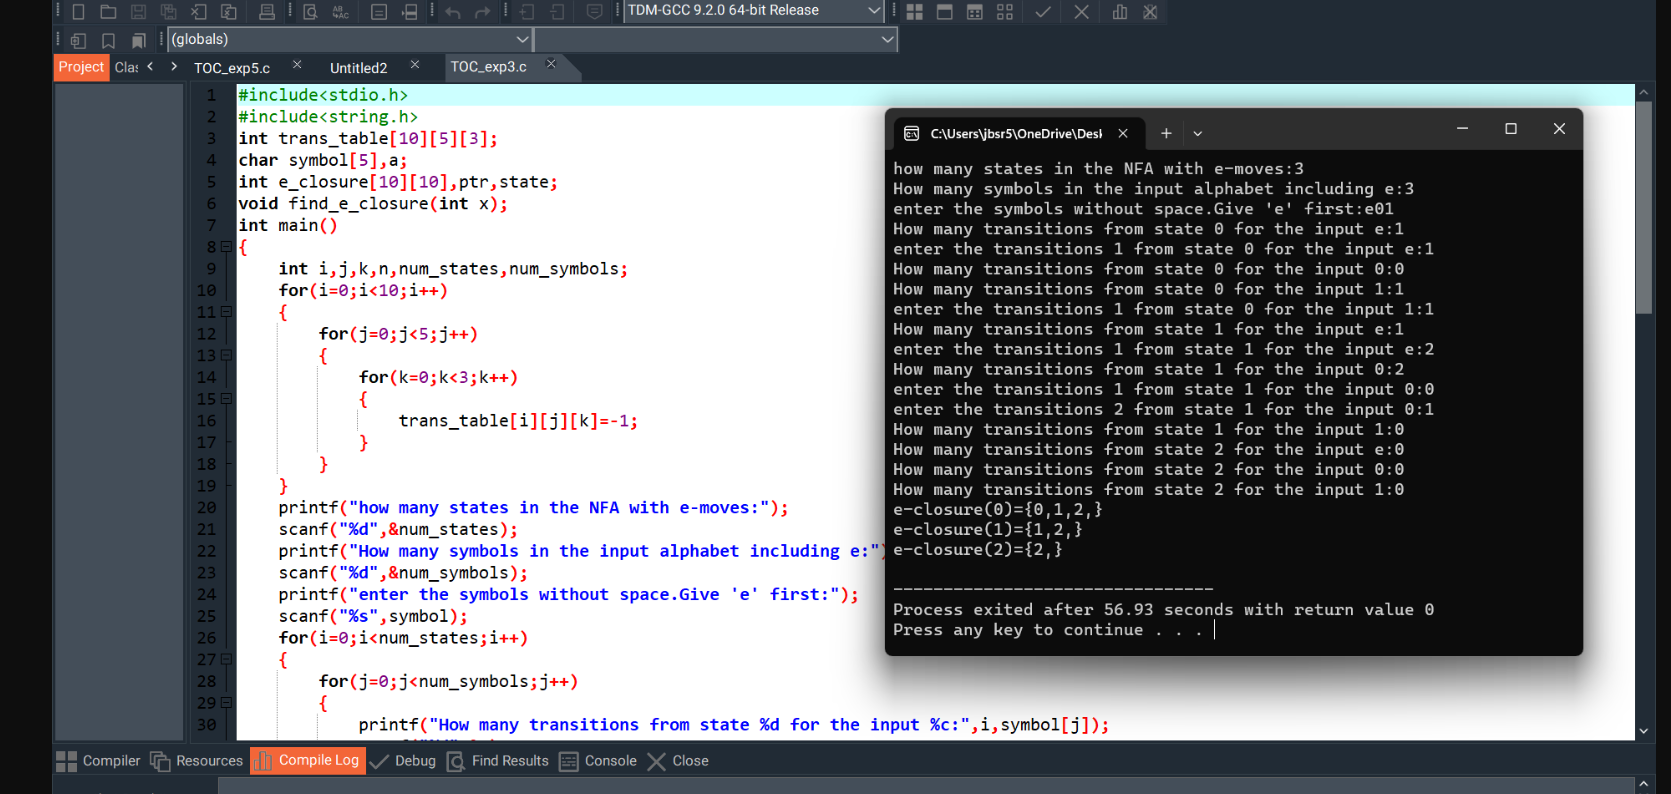 TDM-GCC 9.2.0 64-bit Release
(globals)
Project Clas TOC_exp5.c Untitled2 TOC_exp3.c
1 #include<stdio.h>
2 #include<string.h>
3 int trans_table[10][5][3];
4 char symbol[5],a;
5 int e_closure[10][10],ptr,state;
6 void find_e_closure(int x);
7 int main()
8 {
9 int i,j,k,n,num_states,num_symbols;
10 for(i=0;i<10;i++)
11 {
12 for(j=0;j<5;j++)
13 {
14 for(k=0;k<3;k++)
15 {
16 trans_table[i][j][k]=-1;
17 }
18 }
19 }
20 printf("how many states in the NFA with e-moves:");
21 scanf("%d",&num_states);
22 printf("How many symbols in the input alphabet including e:")
23 scanf("%d",&num_symbols);
24 printf("enter the symbols without space.Give 'e' first:");
25 scanf("%s",symbol);
26 for(i=0;i<num_states;i++)
27 {
28 for(j=0;j<num_symbols;j++)
29 {
30 printf("How many transitions from state %d for the input %c:",i,symbol[j]);
C:\Users\jbsr5\OneDrive\Desl
how many states in the NFA with e-moves:3
How many symbols in the input alphabet including e:3
enter the symbols without space.Give 'e' first:e01
How many transitions from state 0 for the input e:1
enter the transitions 1 from state 0 for the input e:1
How many transitions from state 0 for the input 0:0
How many transitions from state 0 for the input 1:1
enter the transitions 1 from state 0 for the input 1:1
How many transitions from state 1 for the input e:1
enter the transitions 1 from state 1 for the input e:2
How many transitions from state 1 for the input 0:2
enter the transitions 1 from state 1 for the input 0:0
enter the transitions 2 from state 1 for the input 0:1
How many transitions from state 1 for the input 1:0
How many transitions from state 2 for the input e:0
How many transitions from state 2 for the input 0:0
How many transitions from state 2 for the input 1:0
e-closure(0)={0,1,2,}
e-closure(1)={1,2,}
e-closure(2)={2,}
--------------------------------
Process exited after 56.93 seconds with return value 0
Press any key to continue . . .
Compiler Resources Compile Log Debug Find Results Console Close